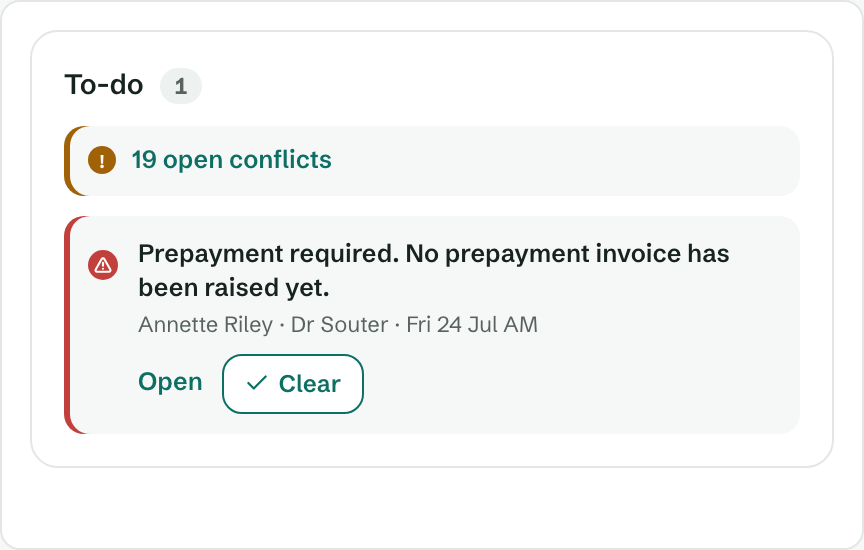 To-do 1
19 open conflicts
Prepayment required. No prepayment invoice has
been raised yet.
Annette Riley · Dr Souter · Fri 24 Jul AM
Open Clear